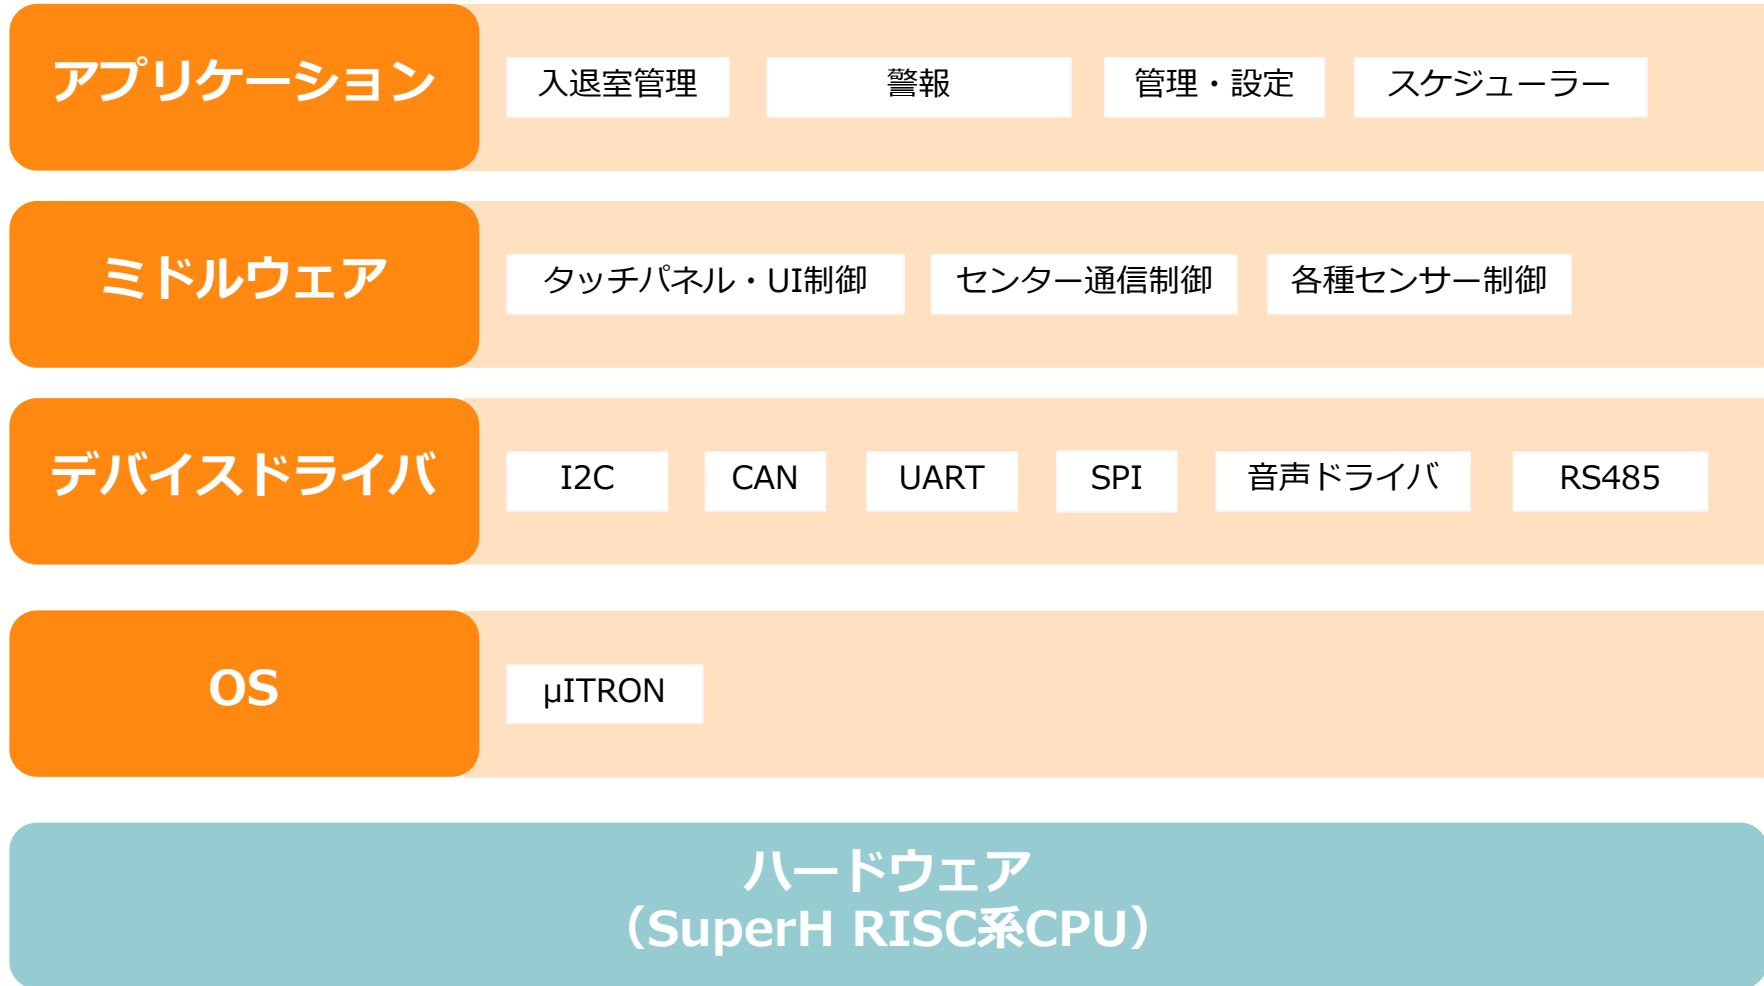 アプリケーション
入退室管理
警報
管理・設定
スケジューラー
ミドルウェア
タッチパネル・UI制御
センター通信制御
各種センサー制御
デバイスドライバ
I2C
CAN
UART
SPI
音声ドライバ
RS485
OS
μITRON
ハードウェア
（SuperH RISC系CPU）